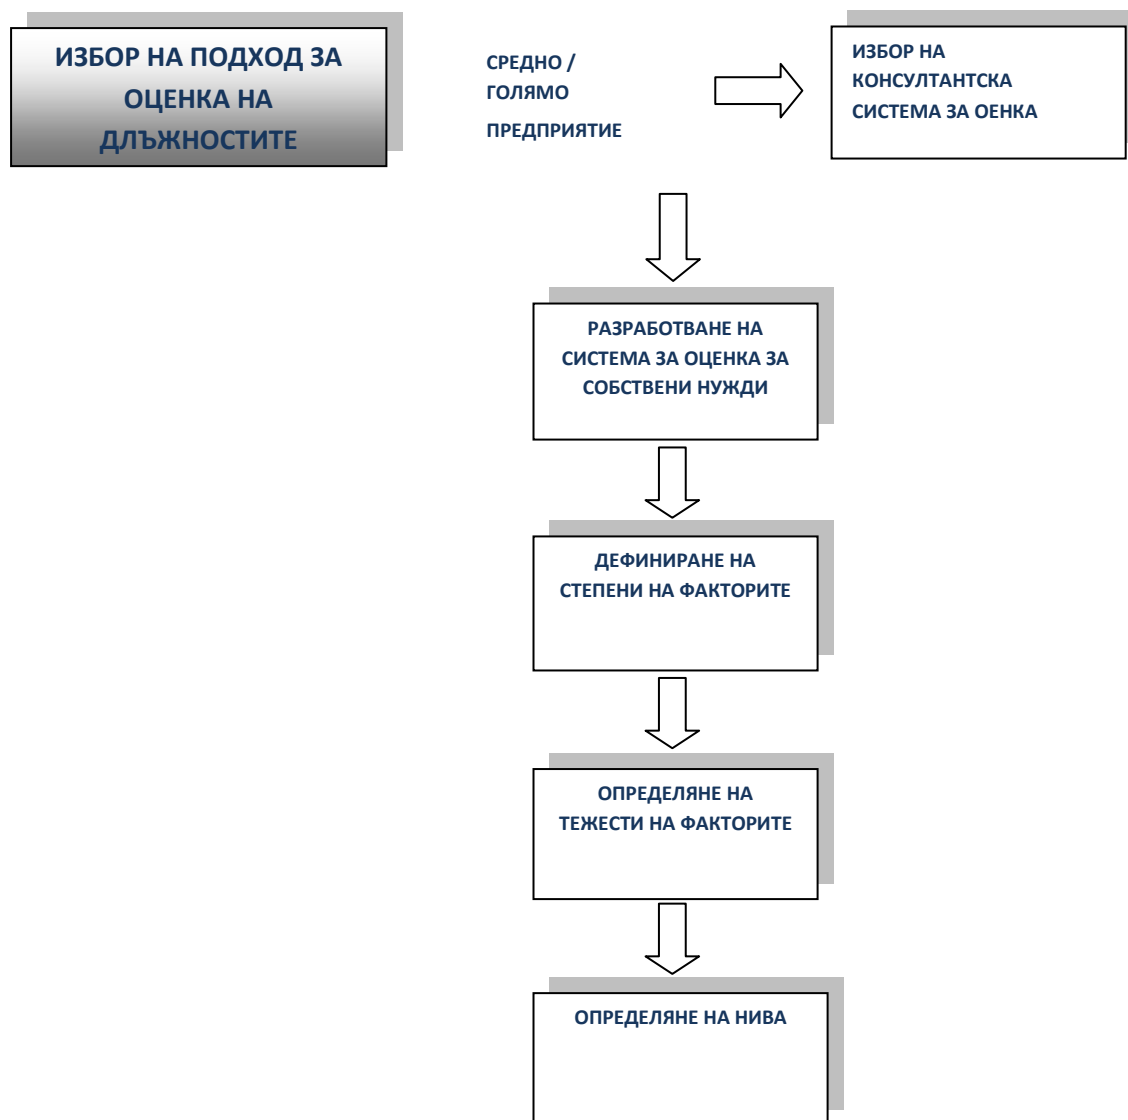 ИЗБОР НА ПОДХОД ЗА
ОЦЕНКА НА
ДЛЪЖНОСТИТЕ
СРЕДНО /
ГОЛЯМО
ПРЕДПРИЯТИЕ
ИЗБОР НА
КОНСУЛТАНТСКА
СИСТЕМА ЗА ОЕНКА
РАЗРАБОТВАНЕ НА
СИСТЕМА ЗА ОЦЕНКА ЗА
СОБСТВЕНИ НУЖДИ
ДЕФИНИРАНЕ НА
СТЕПЕНИ НА ФАКТОРИТЕ
ОПРЕДЕЛЯНЕ НА
ТЕЖЕСТИ НА ФАКТОРИТЕ
ОПРЕДЕЛЯНЕ НА НИВА